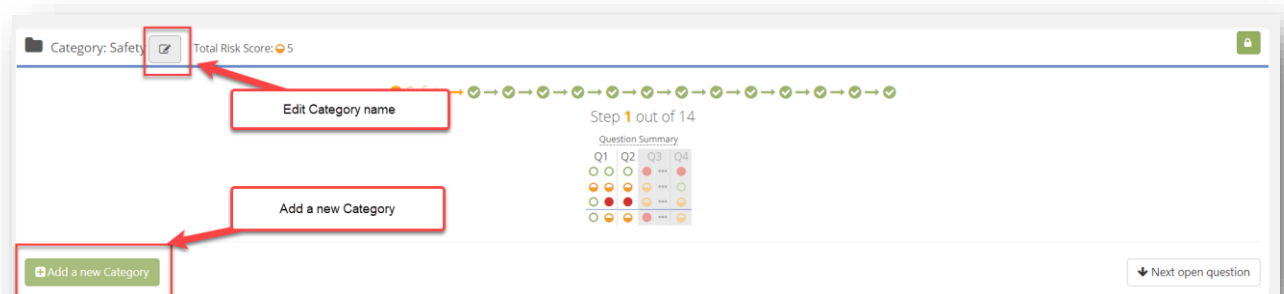 Category: Safety
Total Risk Score: 5
Edit Category name
Step 1 out of 14
Question Summary
Q1 Q2 Q3 Q4
Add a new Category
Add a new Category
Next open question